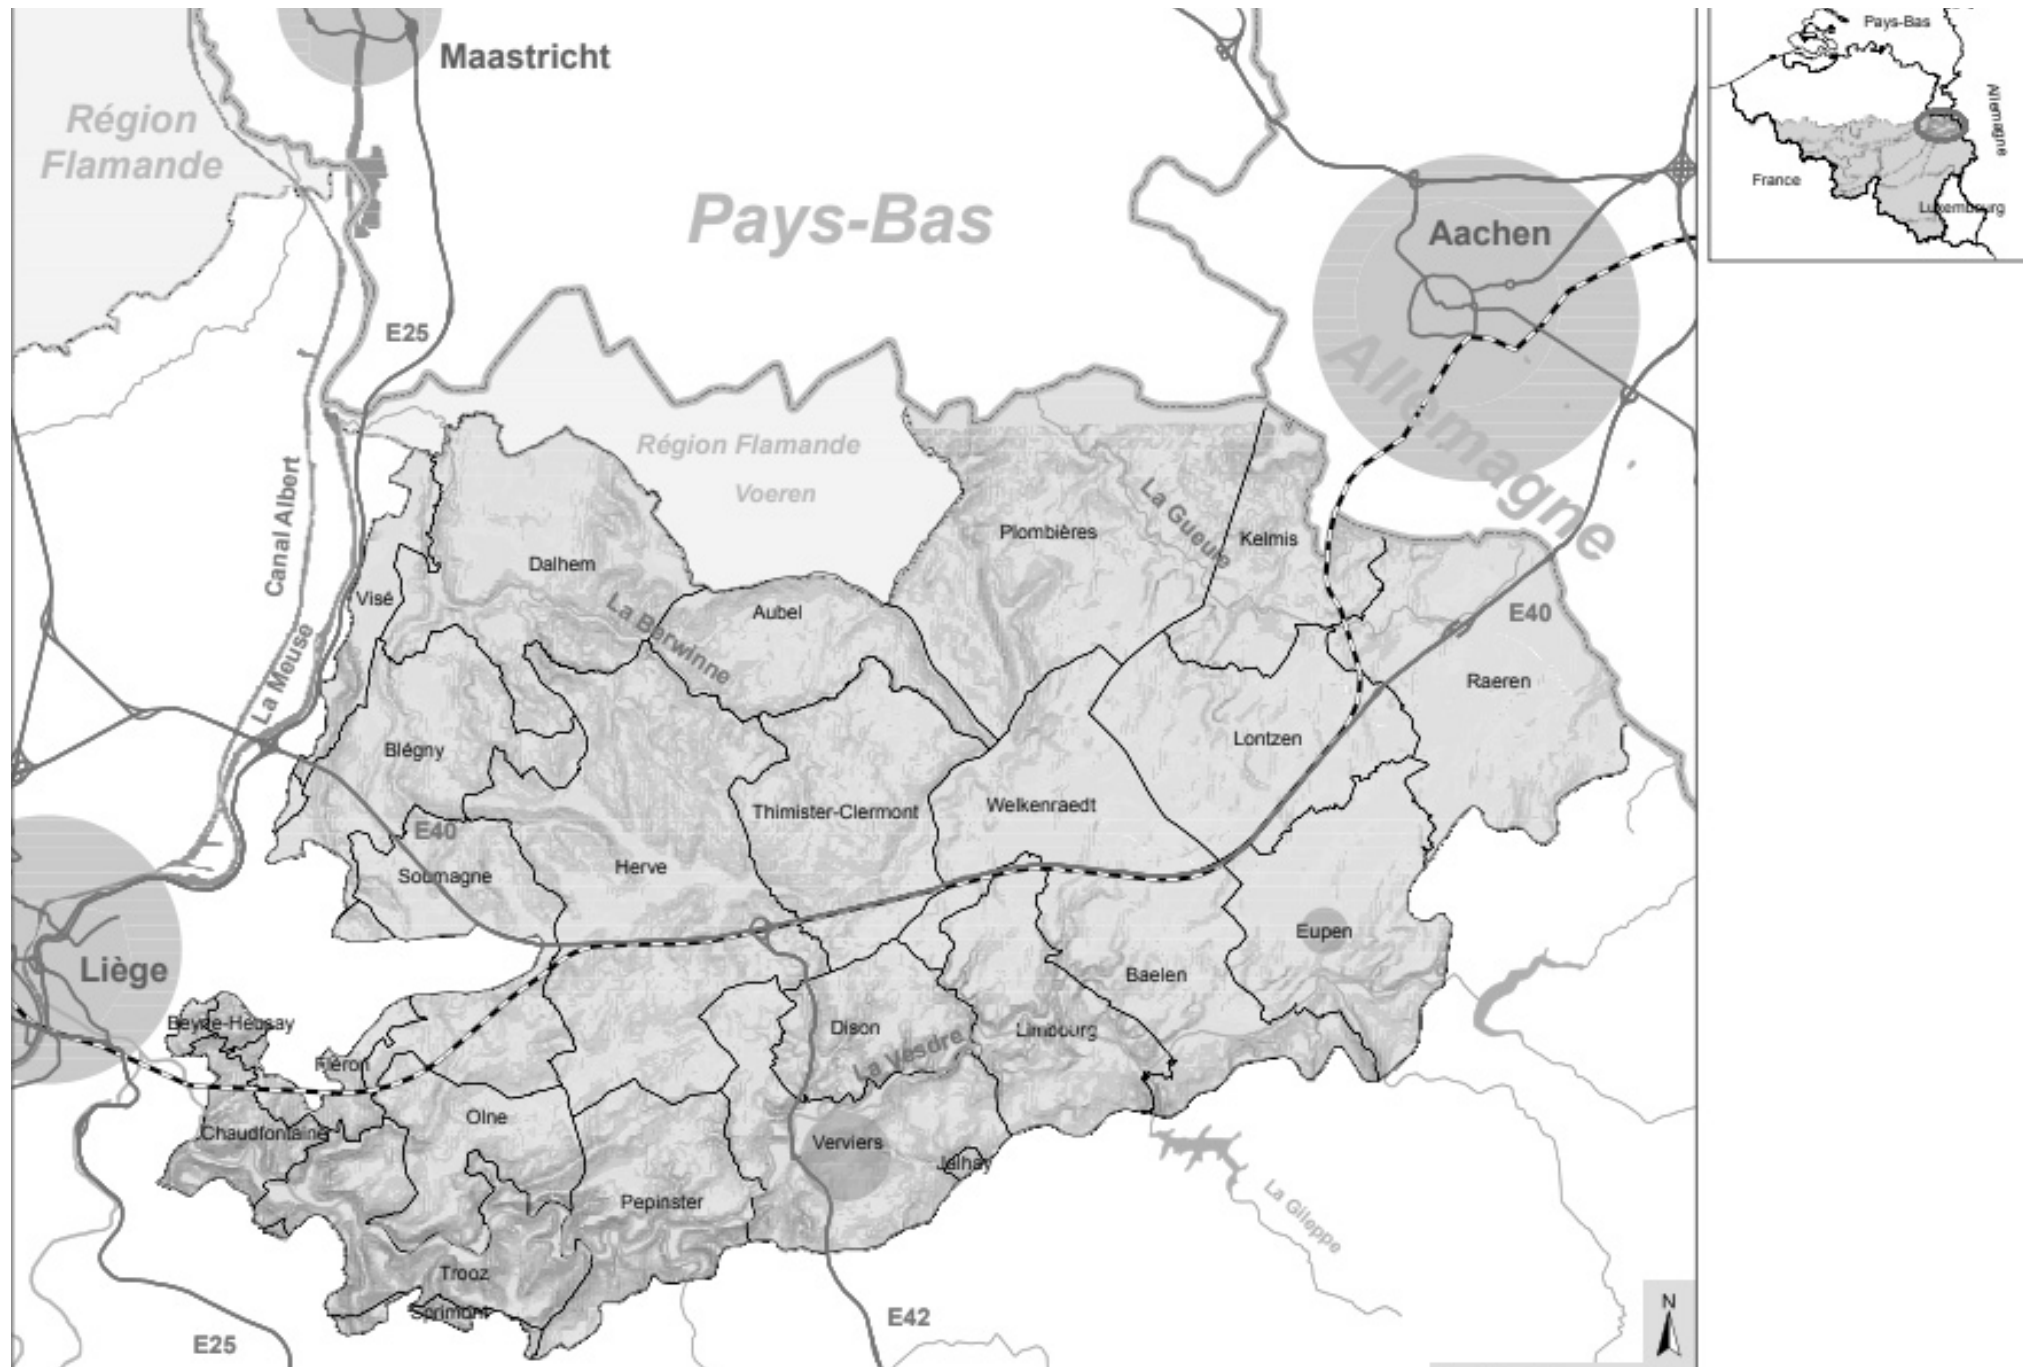 Maastricht
Pays-Bas
Région
Flamande
Allemagne
Pays-Bas
France
Aachen
Luxembourg
E25
Allemagne
Région Flamande
Voeren
Canal Albert
La Gueule
Plombières
Kelmis
Dalhem
Visé
Aubel
E40
La Berwinne
La Meuse
Raeren
Blégny
Lontzen
Thimister-Clermont
Welkenraedt
E40
Soumagne
Herve
Eupen
Liège
Baelen
Beyne-Heusay
Dison
Limbourg
La Vesdre
Fléron
Olne
Chaudfontaine
Verviers
Jalhay
Pepinster
La Gileppe
Trooz
Sprimont
E42
E25
N